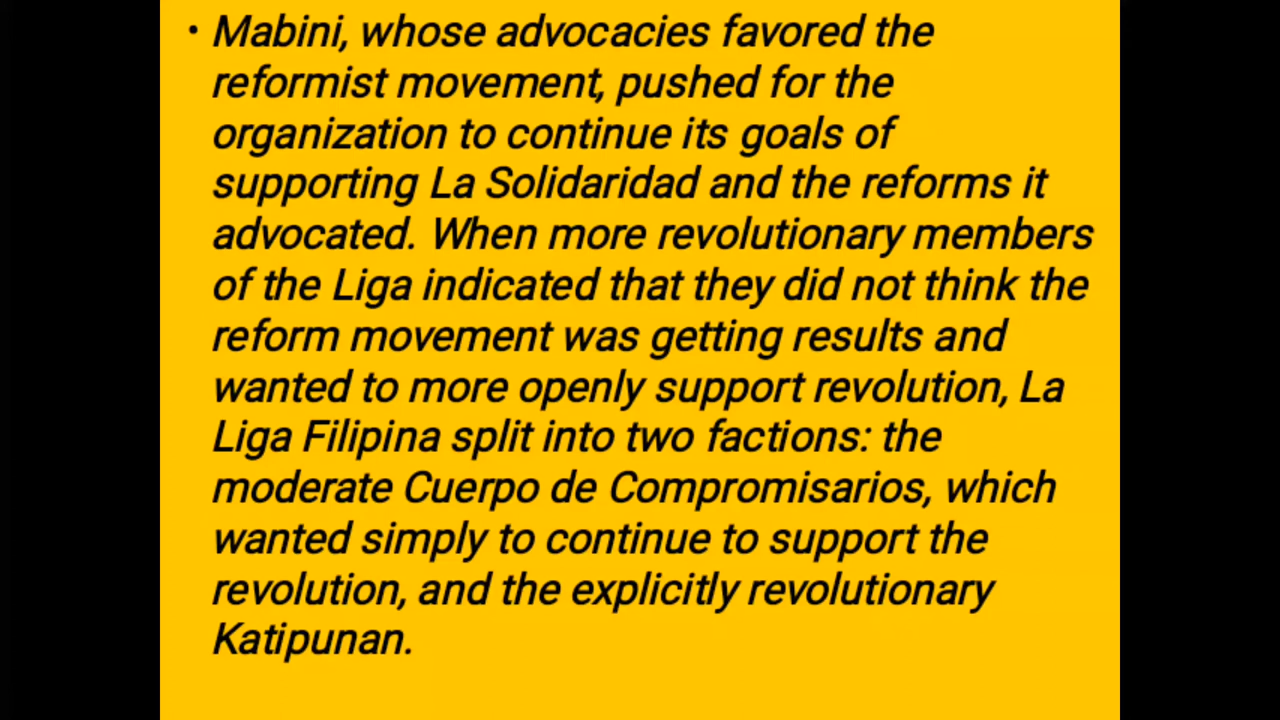 • Mabini, whose advocacies favored the
reformist movement, pushed for the
organization to continue its goals of
supporting La Solidaridad and the reforms it
advocated. When more revolutionary members
of the Liga indicated that they did not think the
reform movement was getting results and
wanted to more openly support revolution, La
Liga Filipina split into two factions: the
moderate Cuerpo de Compromisarios, which
wanted simply to continue to support the
revolution, and the explicitly revolutionary
Katipunan.